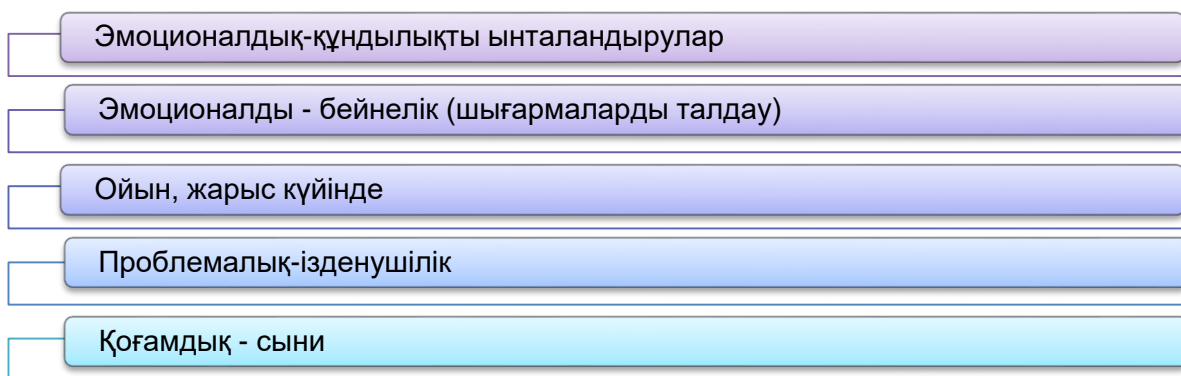 Эмоционалдық-құндылықты ынталандырулар
Эмоционалды - бейнелік (шығармаларды талдау)
Ойын, жарыс күйінде
Проблемалық-ізденушілік
Қоғамдық - сыни